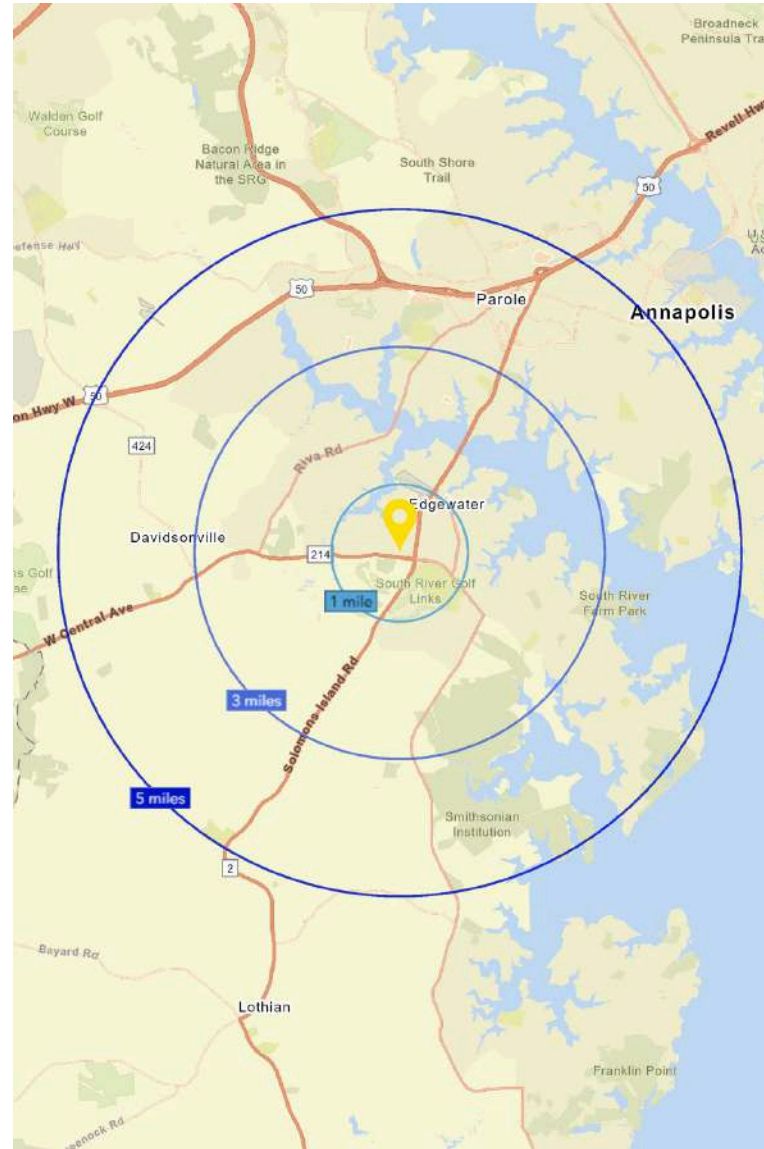 Broadneck
Peninsula Tra
Walden Golf
Course
Revell Hwy
Bacon Ridge
Natural Area in
the SRG
South Shore
Trail
50
efense Hwy
50
Parole
Annapolis
50
on Hwy W
424
Riva Rd
Edgewater
Davidsonville
214
South River Golf
Links
1 mile
South River
Farm Park
W Central Ave
3 miles
Solomons Island Rd
5 miles
Smithsonian
Institution
2
Bayard Rd
Lothian
Franklin Point
eenock Rd